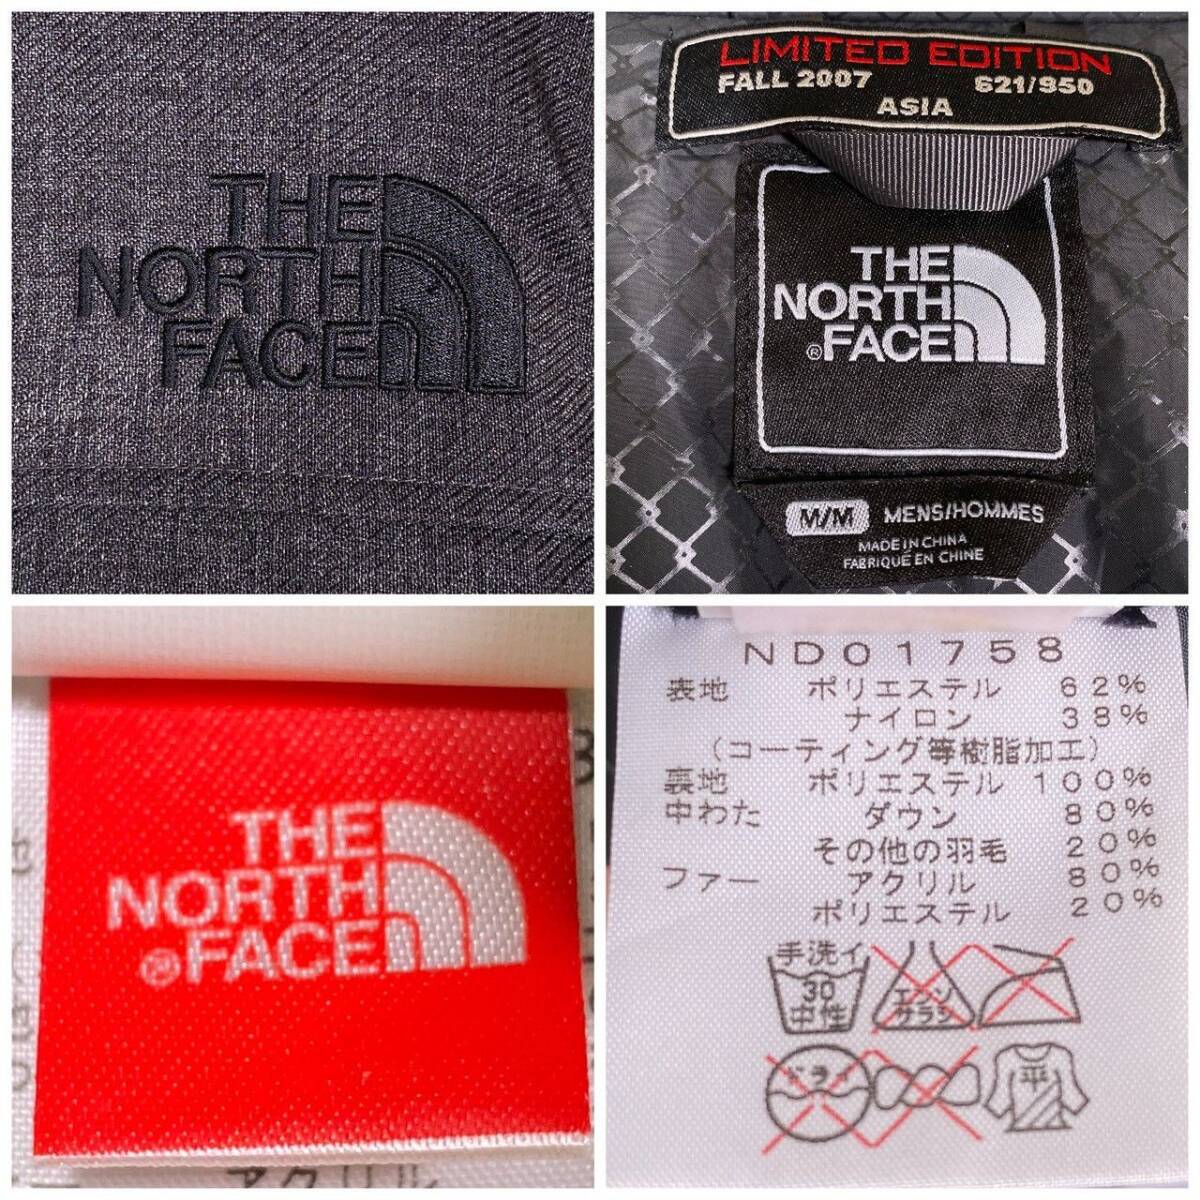 THE
NORTH
FACE
LIMITED EDITION
FALL 2007 621/950
ASIA
THE
NORTH
®FACE
M/M MENS/HOMMES
MADE IN CHINA
FABRIQUÉ EN CHINE
THE
NORTH
®FACE
アクリル
ND01758
表地 ポリエステル 62%
ナイロン 38%
(コーティング等樹脂加工)
裏地 ポリエステル 100%
中わた ダウン 80%
その他の羽毛 20%
ファー アクリル 80%
ポリエステル 20%
手洗イ
30
中性
エンソ
サラシ
ドライ
平